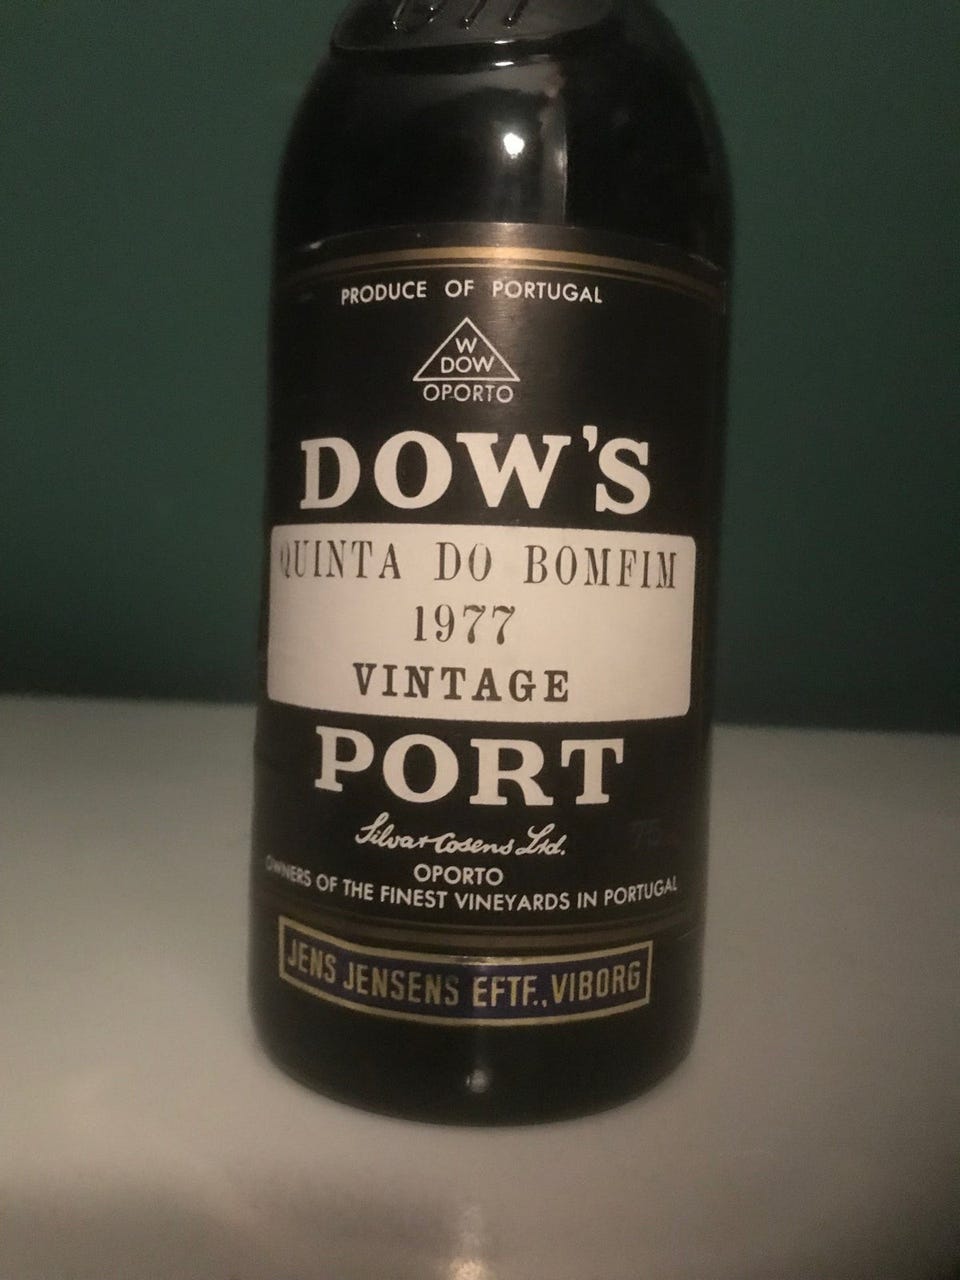 PRODUCE OF PORTUGAL
W
DOW
OPORTO
DOW'S
QUINTA DO BOMFIM
1977
VINTAGE
PORT
Silva & Cosens Ltd.
75
OPORTO
OWNERS OF THE FINEST VINEYARDS IN PORTUGAL
JENS JENSENS EFTF., VIBORG